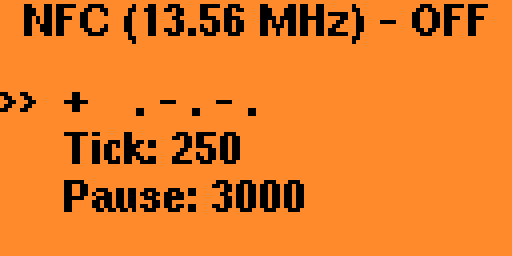 NFC (13.56 MHz) - OFF
>> + .-.-.
Tick: 250
Pause: 3000